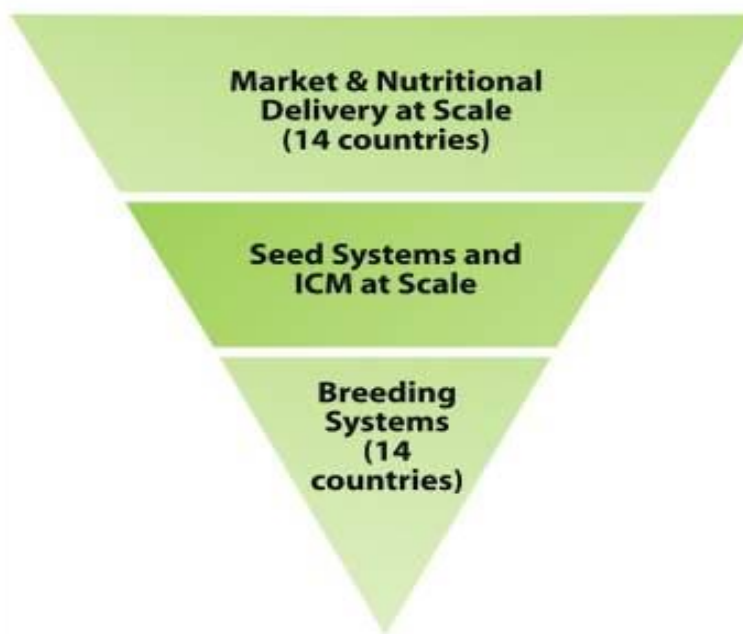 Market & Nutritional
Delivery at Scale
(14 countries)
Seed Systems and
ICM at Scale
Breeding
Systems
(14
countries)